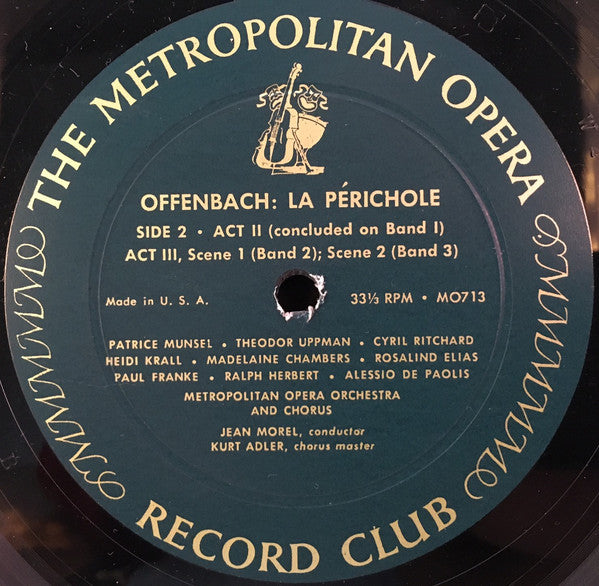 THE METROPOLITAN OPERA
OFFENBACH: LA PÉRICHOLE
SIDE 2 • ACT II (concluded on Band I)
ACT III, Scene 1 (Band 2); Scene 2 (Band 3)
Made in U. S. A.
33⅓ RPM • MO713
PATRICE MUNSEL • THEODOR UPPMAN • CYRIL RITCHARD
HEIDI KRALL • MADELAINE CHAMBERS • ROSALIND ELIAS
PAUL FRANKE • RALPH HERBERT • ALESSIO DE PAOLIS
METROPOLITAN OPERA ORCHESTRA
AND CHORUS
JEAN MOREL, conductor
KURT ADLER, chorus master
RECORD CLUB